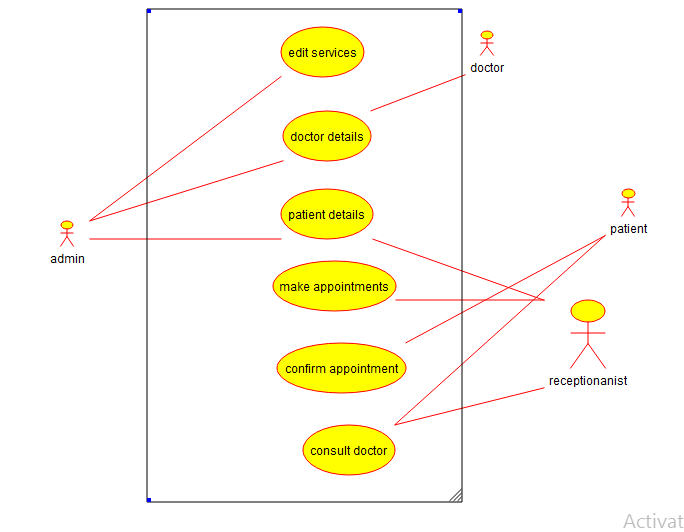 edit services
doctor
doctor details
patient details
patient
admin
make appointments
confirm appointment
receptionanist
consult doctor
Activat